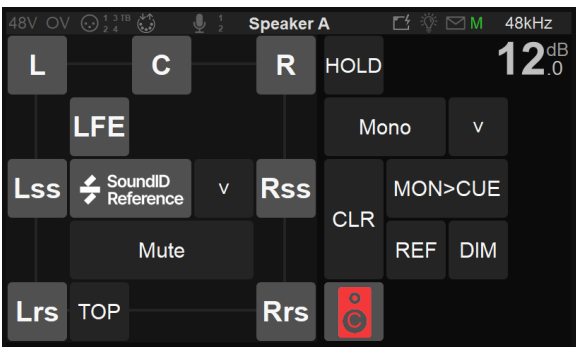 48V OV 1 3 TB 2 4 1 2 Speaker A M 48kHz
L C R HOLD 12.0 dB
LFE Mono v
Lss SoundID Reference v Rss CLR MON>CUE
Mute REF DIM
Lrs TOP Rrs C